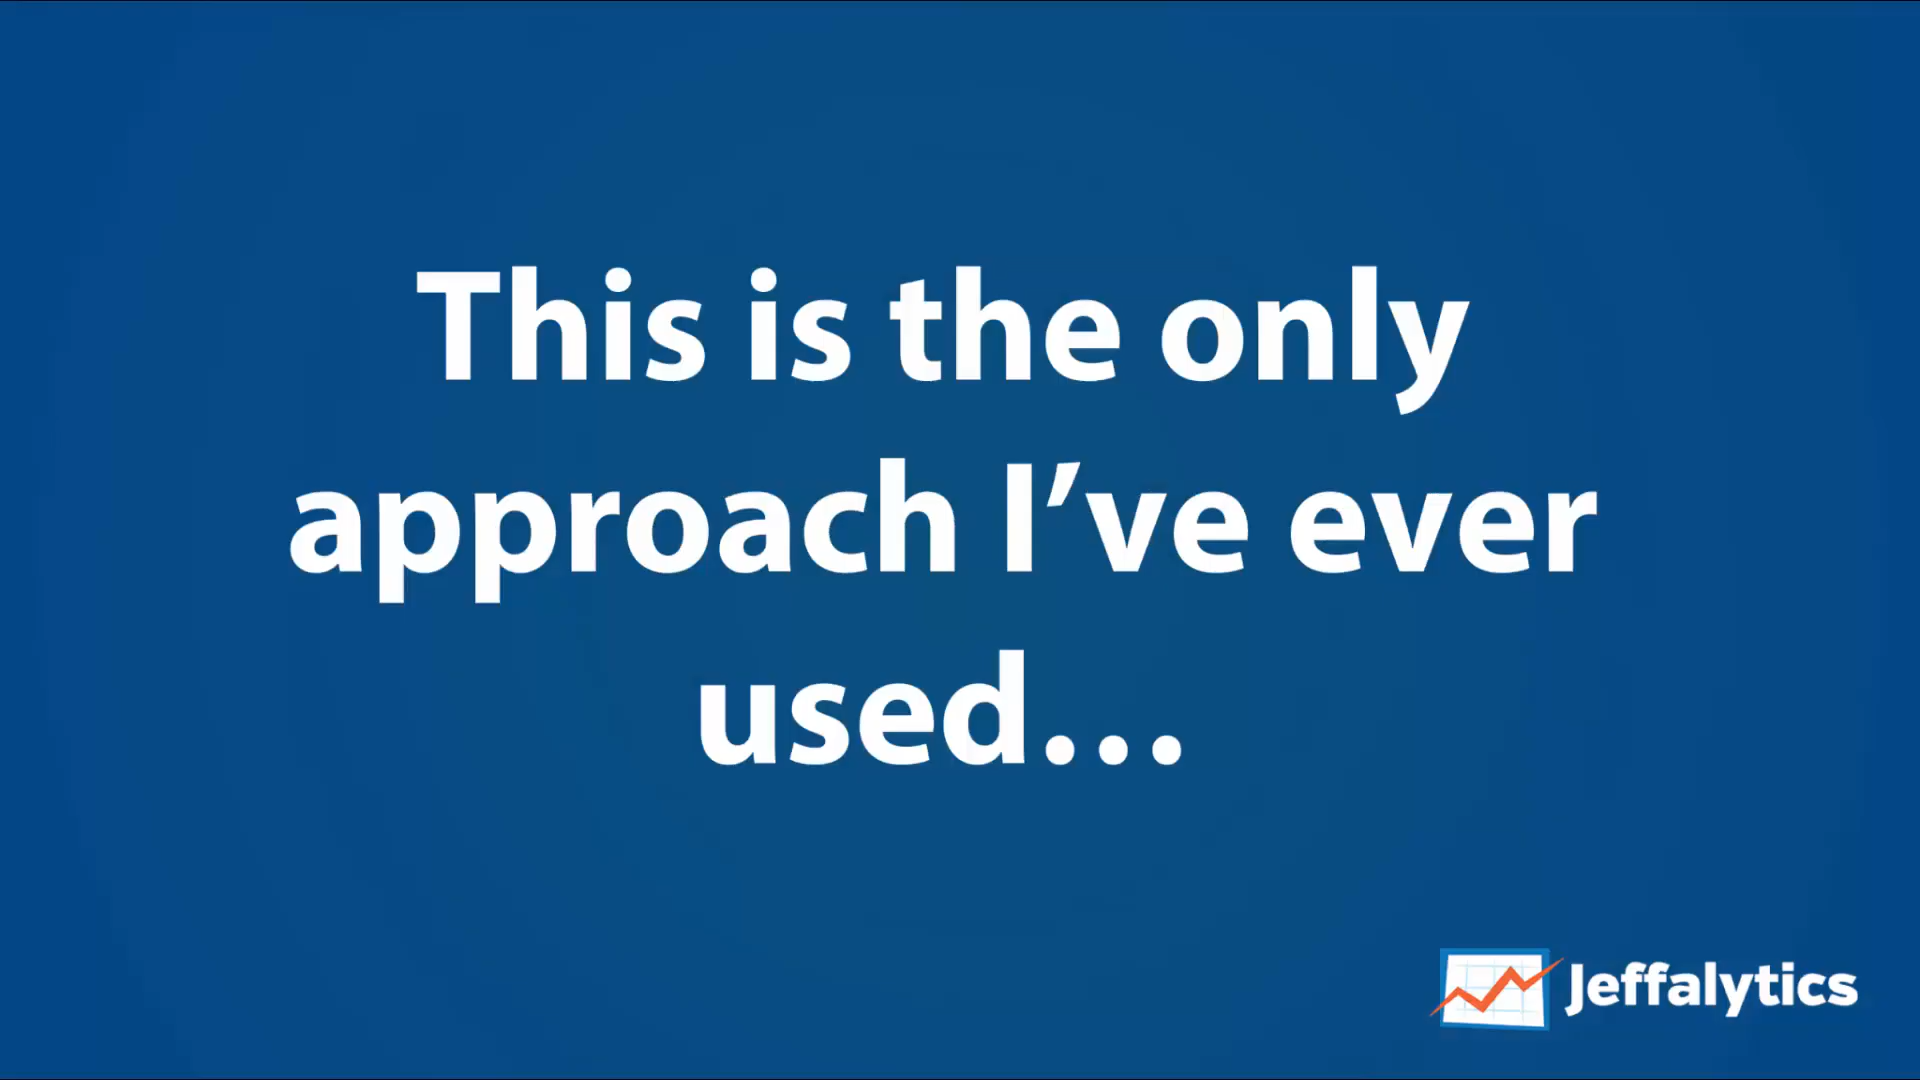 This is the only
approach I’ve ever
used...
Jeffalytics